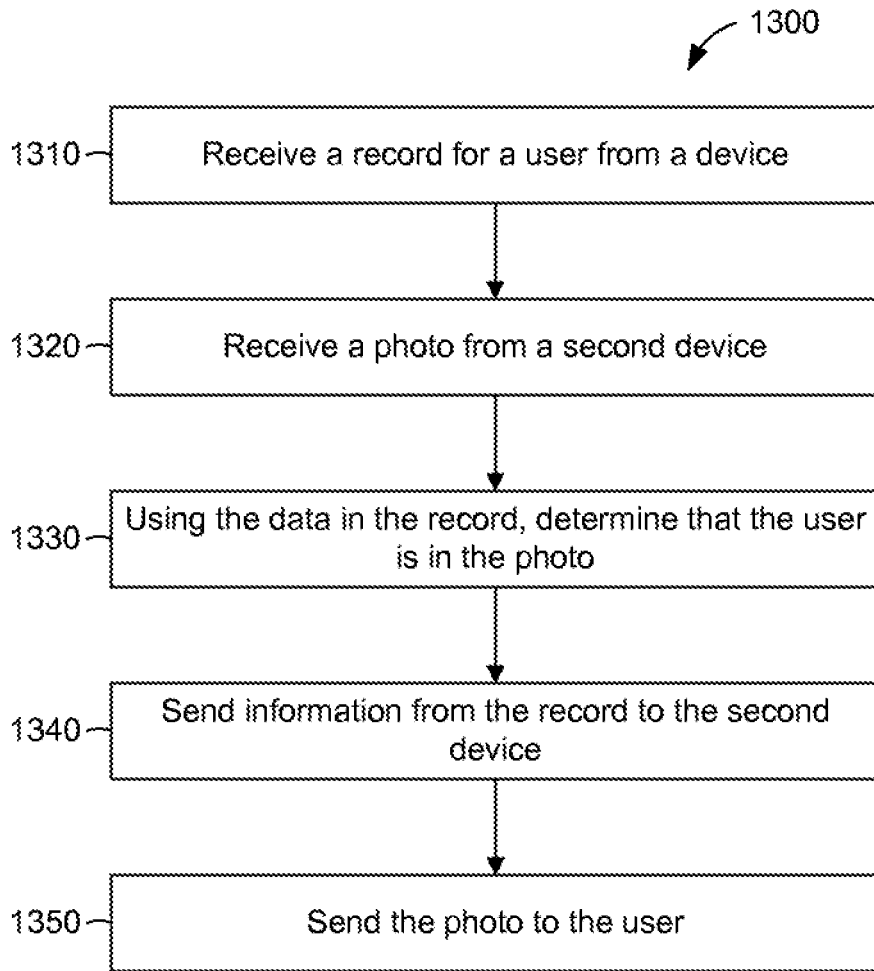 1300
1310
Receive a record for a user from a device
1320
Receive a photo from a second device
1330
Using the data in the record, determine that the user
is in the photo
1340
Send information from the record to the second
device
1350
Send the photo to the user